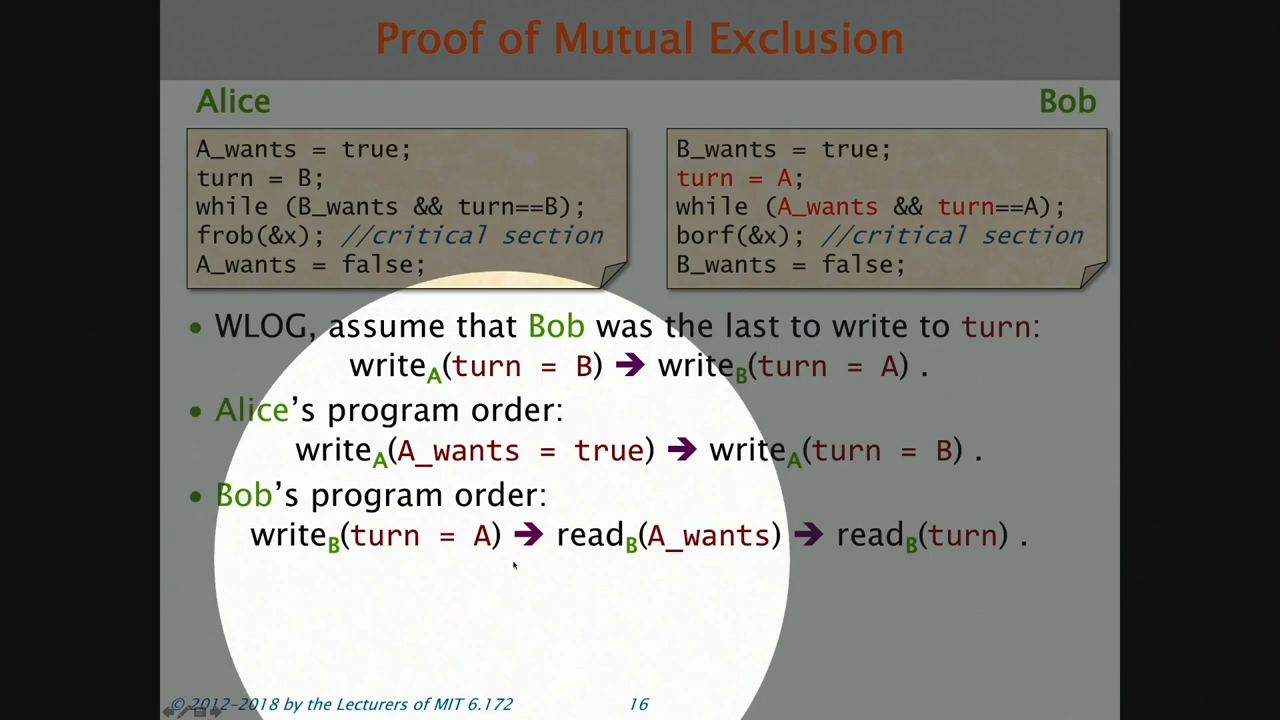 Proof of Mutual Exclusion
Alice
Bob
A_wants = true;
turn = B;
while (B_wants && turn==B);
frob(&x); //critical section
A_wants = false;
B_wants = true;
turn = A;
while (A_wants && turn==A);
borf(&x); //critical section
B_wants = false;
• WLOG, assume that Bob was the last to write to turn:
writeA(turn = B) ➔ writeB(turn = A) .
• Alice’s program order:
writeA(A_wants = true) ➔ writeA(turn = B) .
• Bob’s program order:
writeB(turn = A) ➔ readB(A_wants) ➔ readB(turn) .
© 2012–2018 by the Lecturers of MIT 6.172
16